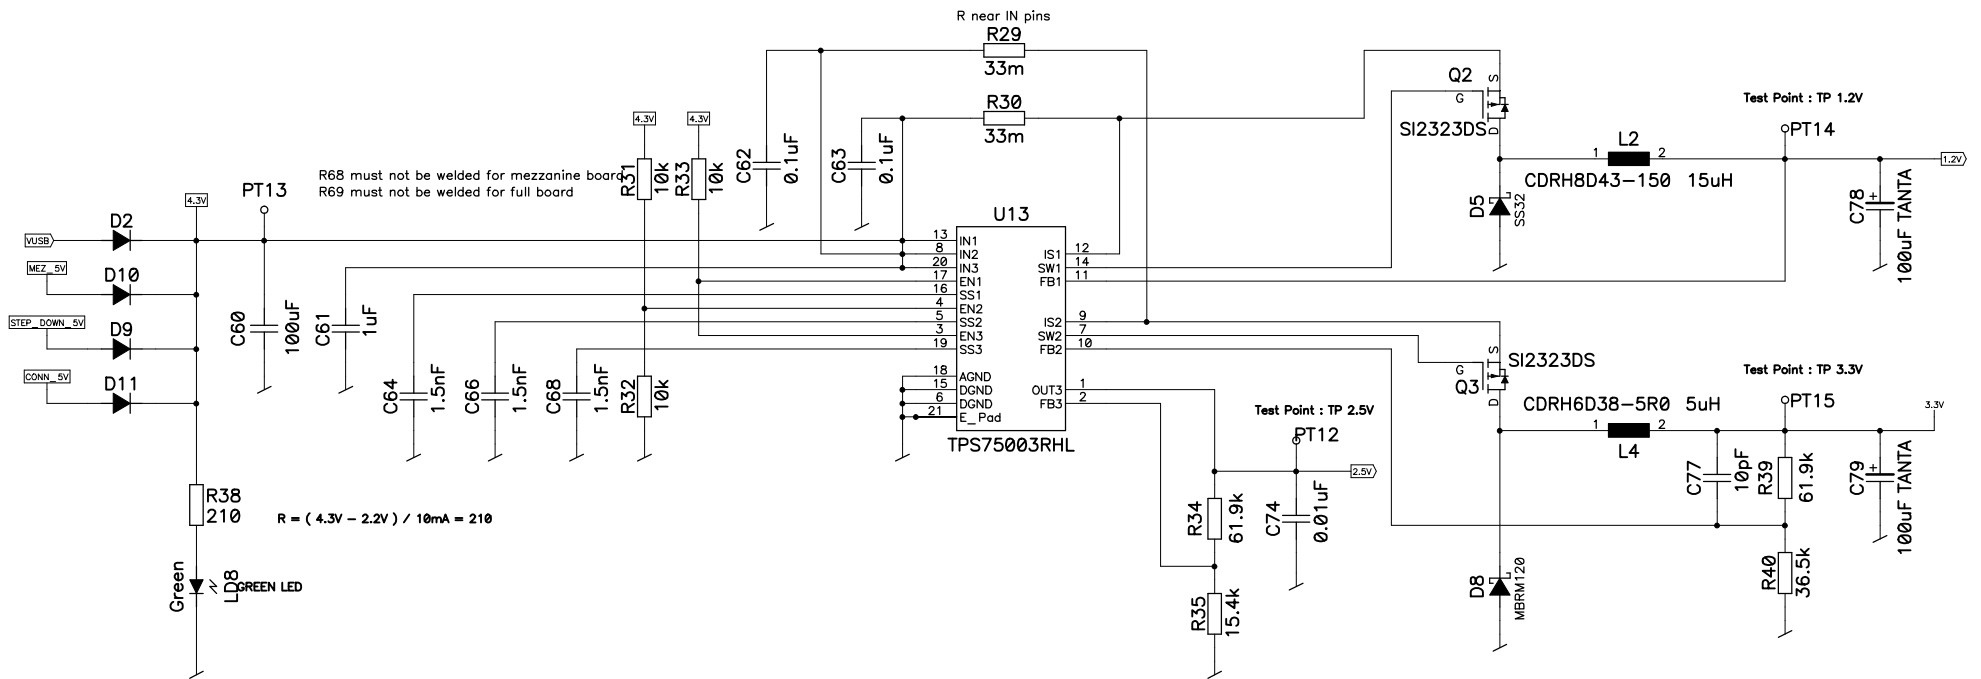 R near IN pins
R29
33m
R30
33m
C62
0.1uF
C63
0.1uF
4.3V
4.3V
R31
10k
R33
10k
R68 must not be welded for mezzanine board
R69 must not be welded for full board
4.3V
PT13
VUSB
D2
MEZ_5V
D10
STEP_DOWN_5V
D9
CONN_5V
D11
C60
100uF
C61
1uF
C64
1.5nF
C66
1.5nF
C68
1.5nF
R32
10k
R38
210
R = ( 4.3V - 2.2V ) / 10mA = 210
Green
LD8
GREEN LED
U13
13 IN1
8 IN2
20 IN3
17 EN1
16 SS1
4 EN2
5 SS2
3 EN3
19 SS3
18 AGND
15 DGND
6 DGND
21 E_Pad
IS1 12
SW1 14
FB1 11
IS2 9
SW2 7
FB2 10
OUT3 1
FB3 2
TPS75003RHL
Q2
S
G
D
SI2323DS
Test Point : TP 1.2V
PT14
L2
1 2
CDRH8D43-150 15uH
1.2V
D5
SS32
C78
+
100uF TANTA
S
SI2323DS
G
Q3
D
Test Point : TP 3.3V
PT15
CDRH6D38-5R0 5uH
1 2
L4
3.3V
C77
10pF
R39
61.9k
C79
+
100uF TANTA
R40
36.5k
D8
MBRM120
Test Point : TP 2.5V
PT12
2.5V
R34
61.9k
C74
0.01uF
R35
15.4k